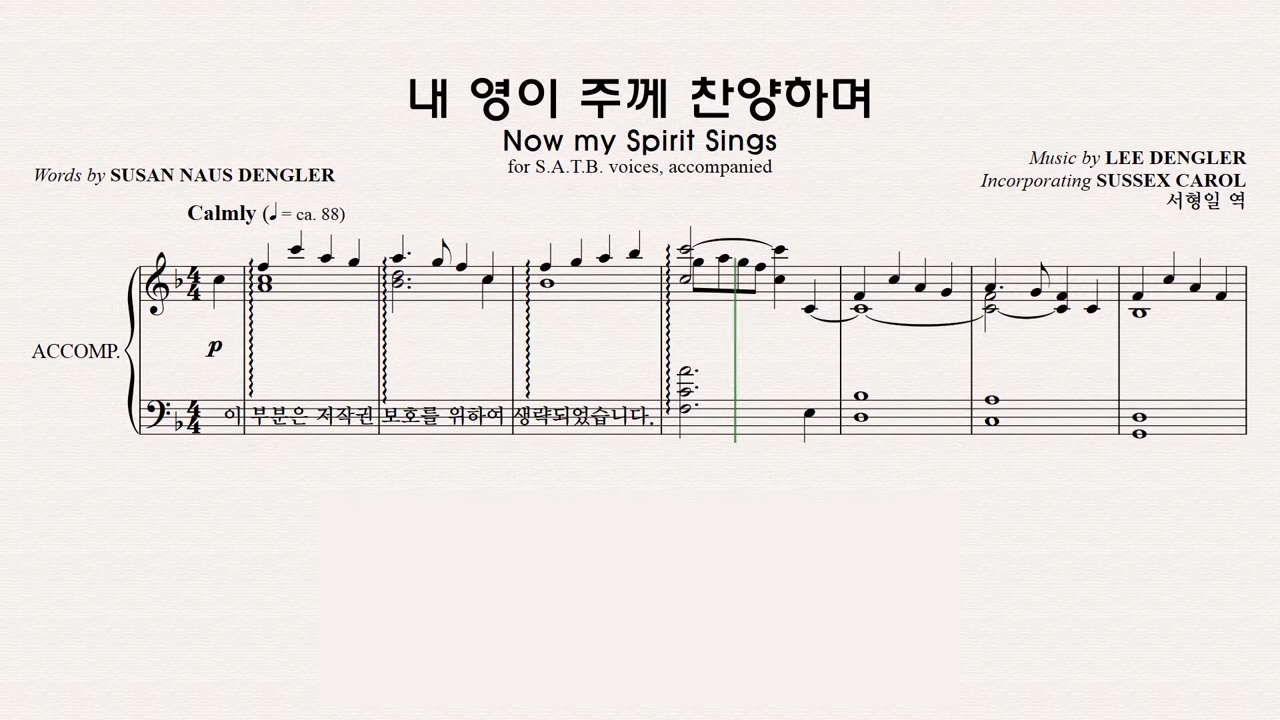 내 영이 주께 찬양하며
Now my Spirit Sings
for S.A.T.B. voices, accompanied
Words by SUSAN NAUS DENGLER
Music by LEE DENGLER
Incorporating SUSSEX CAROL
서형일 역
Calmly (♩ = ca. 88)
ACCOMP.
p
이 부분은 저작권 보호를 위하여 생략되었습니다.